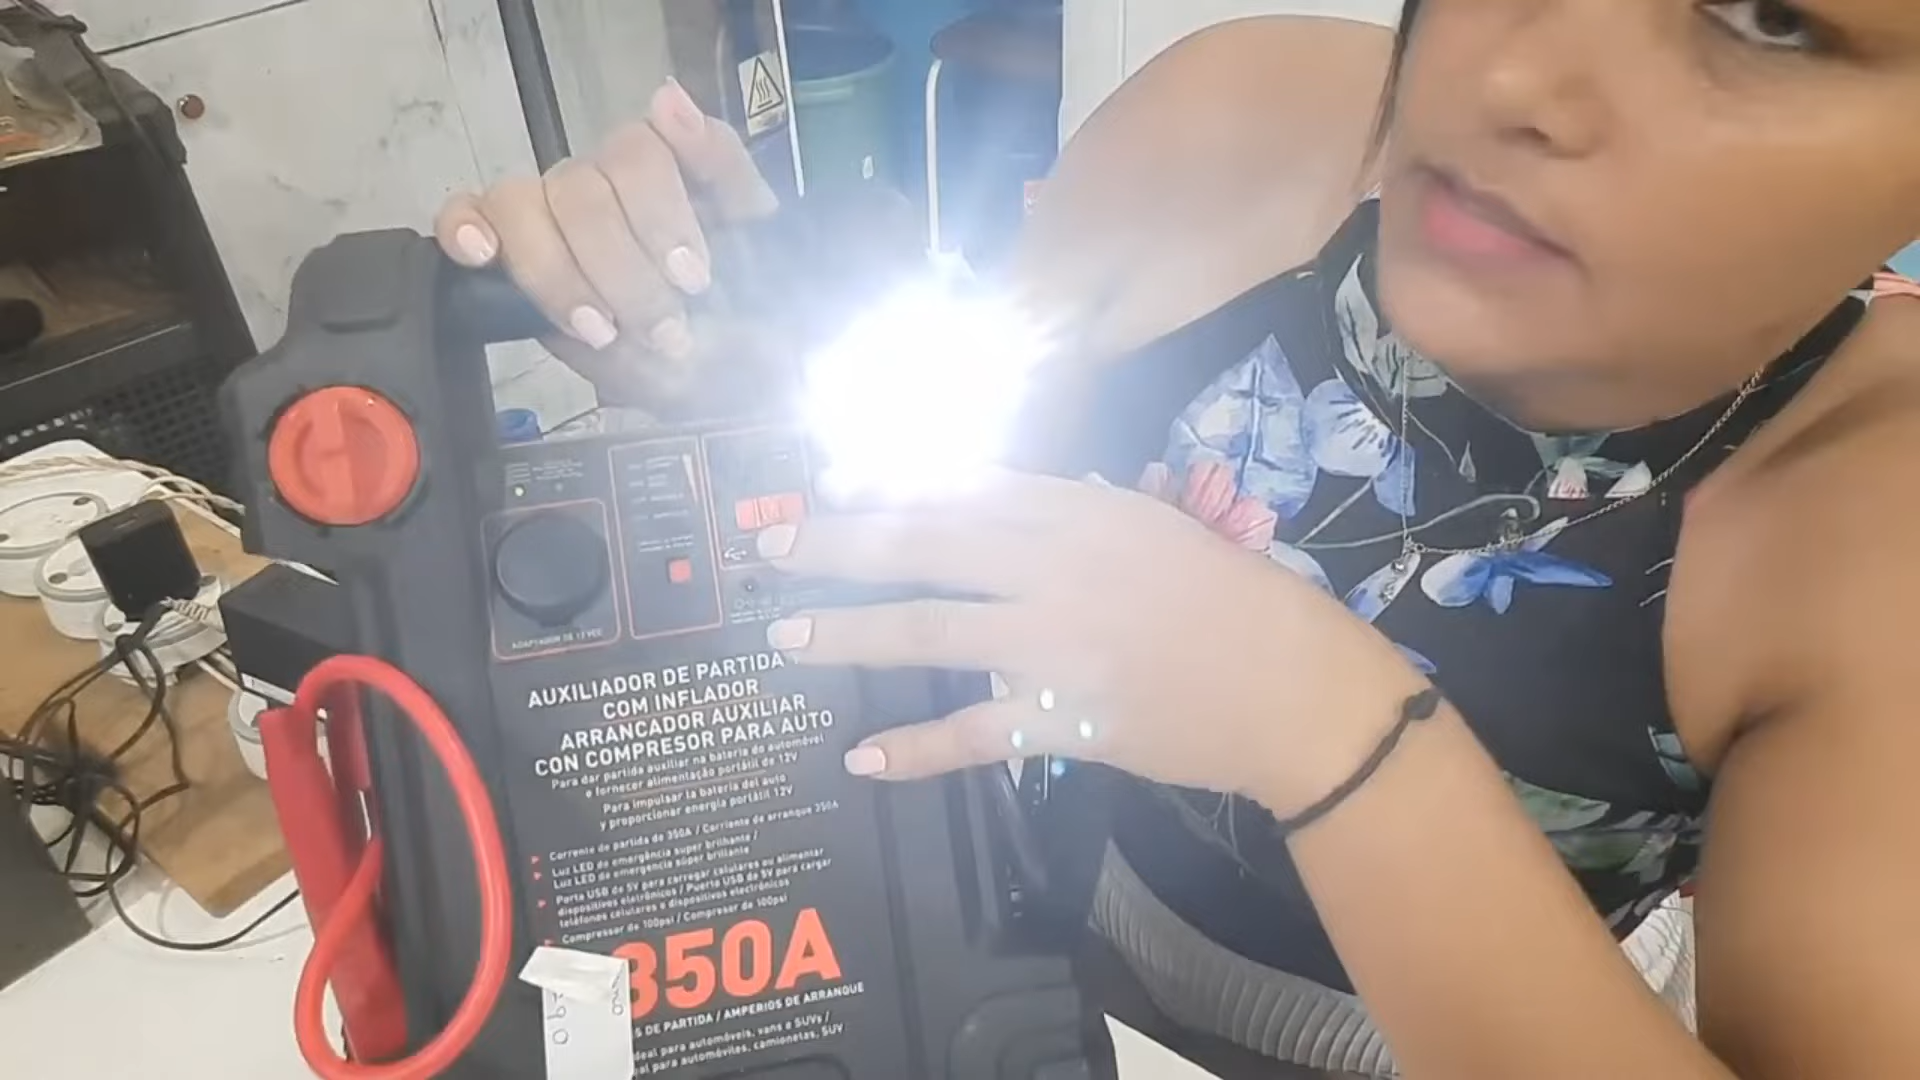 ADAPTADOR DE 12 VCC
AUXILIADOR DE PARTIDA
COM INFLADOR
ARRANCADOR AUXILIAR
CON COMPRESOR PARA AUTO
Para dar partida auxiliar na bateria do automóvel
e fornecer alimentação portátil de 12V
Para impulsar la bateria del auto
y proporcionar energia portátil 12V
Corrente de partida de 350A / Corriente de arranque 350A
Luz LED de emergência super brilhante /
Luz LED de emergencia súper brillante
Porta USB de 5V para carregar celulares ou alimentar
dispositivos eletrônicos / Puerto USB de 5V para cargar
teléfonos celulares o dispositivos electrónicos
Compressor de 100psi / Compresor de 100psi
350A
S DE PARTIDA / AMPERIOS DE ARRANQUE
deal para automóveis, vans e SUVs /
eal para automóviles, camionetas, SUV